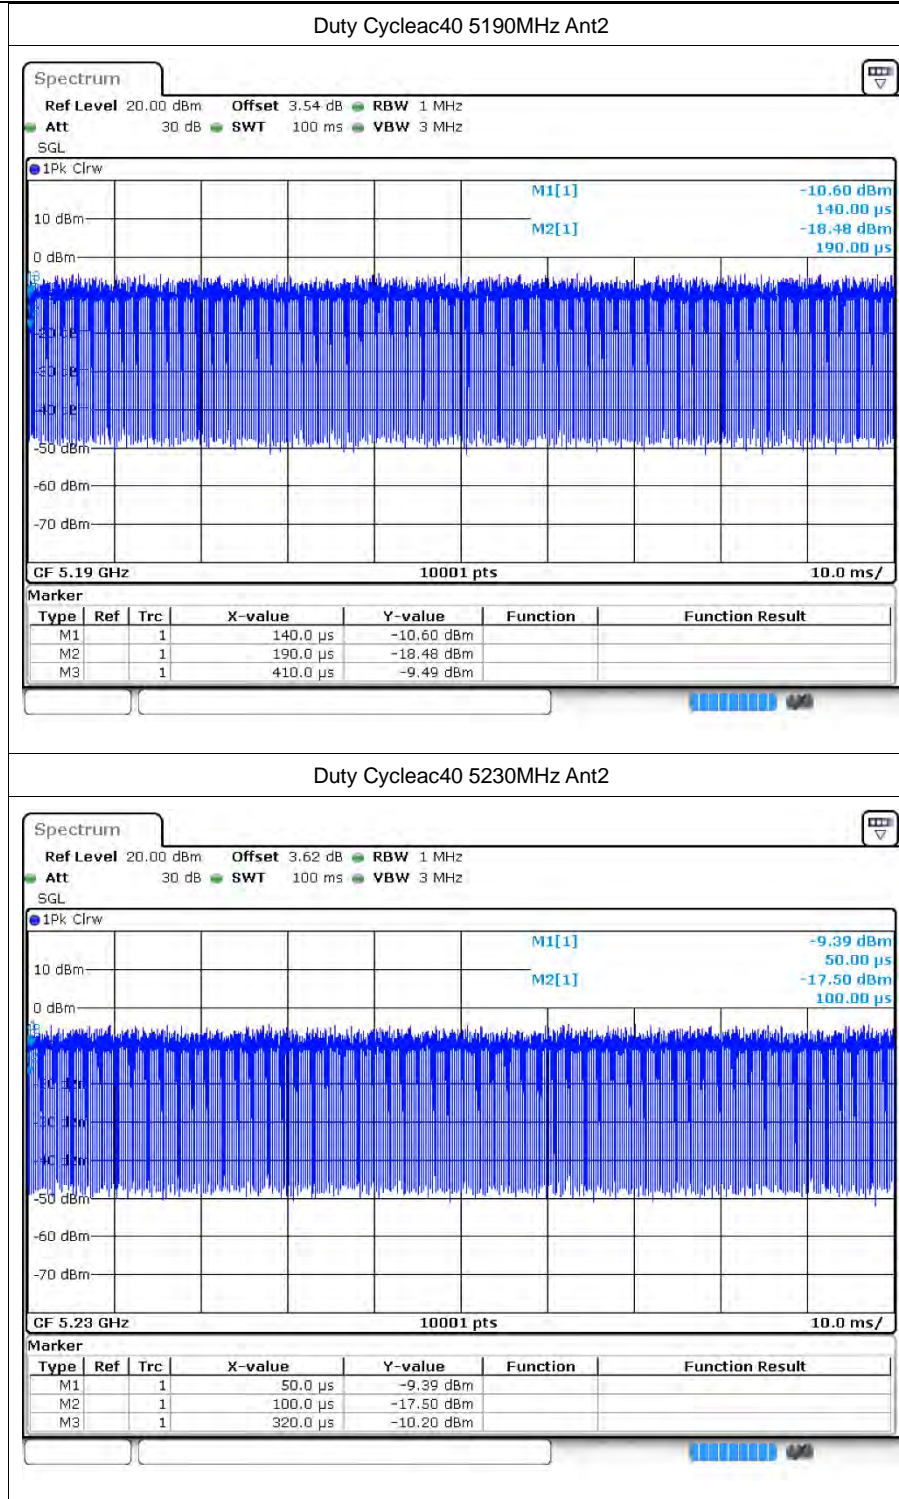 Duty Cycleac40 5190MHz Ant2
Spectrum
Ref Level 20.00 dBm Offset 3.54 dB RBW 1 MHz
Att 30 dB SWT 100 ms VBW 3 MHz
SGL
1Pk Clrw
M1[1] -10.60 dBm
140.00 µs
10 dBm
M2[1] -18.48 dBm
190.00 µs
0 dBm
-50 dBm
-60 dBm
-70 dBm
CF 5.19 GHz 10001 pts 10.0 ms/
Marker
Type Ref Trc X-value Y-value Function Function Result
M1 1 140.0 µs -10.60 dBm
M2 1 190.0 µs -18.48 dBm
M3 1 410.0 µs -9.49 dBm
Duty Cycleac40 5230MHz Ant2
Spectrum
Ref Level 20.00 dBm Offset 3.62 dB RBW 1 MHz
Att 30 dB SWT 100 ms VBW 3 MHz
SGL
1Pk Clrw
M1[1] -9.39 dBm
50.00 µs
10 dBm
M2[1] -17.50 dBm
100.00 µs
0 dBm
-50 dBm
-60 dBm
-70 dBm
CF 5.23 GHz 10001 pts 10.0 ms/
Marker
Type Ref Trc X-value Y-value Function Function Result
M1 1 50.0 µs -9.39 dBm
M2 1 100.0 µs -17.50 dBm
M3 1 320.0 µs -10.20 dBm